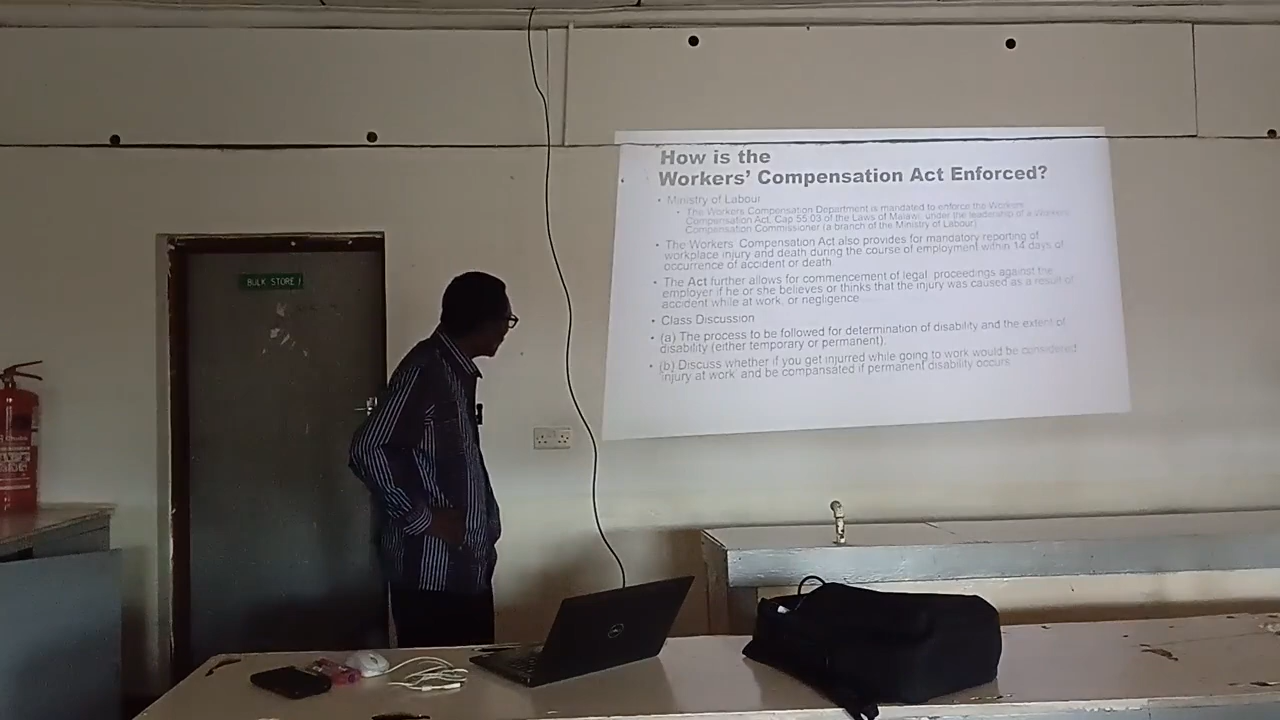 How is the
Workers' Compensation Act Enforced?
• Ministry of Labour
• The Workers Compensation Department is mandated to enforce the Workers
Compensation Act, Cap 55:03 of the Laws of Malawi, under the leadership of a Workers
Compensation Commissioner (a branch of the Ministry of Labour)
• The Workers Compensation Act also provides for mandatory reporting of
workplace injury and death during the course of employment within 14 days of
occurrence of accident or death
• The Act further allows for commencement of legal proceedings against the
employer if he or she believes or thinks that the injury was caused as a result of
accident while at work, or negligence
• Class Discussion
• (a) The process to be followed for determination of disability and the extent of
disability (either temporary or permanent).
• (b) Discuss whether if you get injurred while going to work would be considered
'injury at work' and be compansated if permanent disability occurs
BULK STORE
DELL